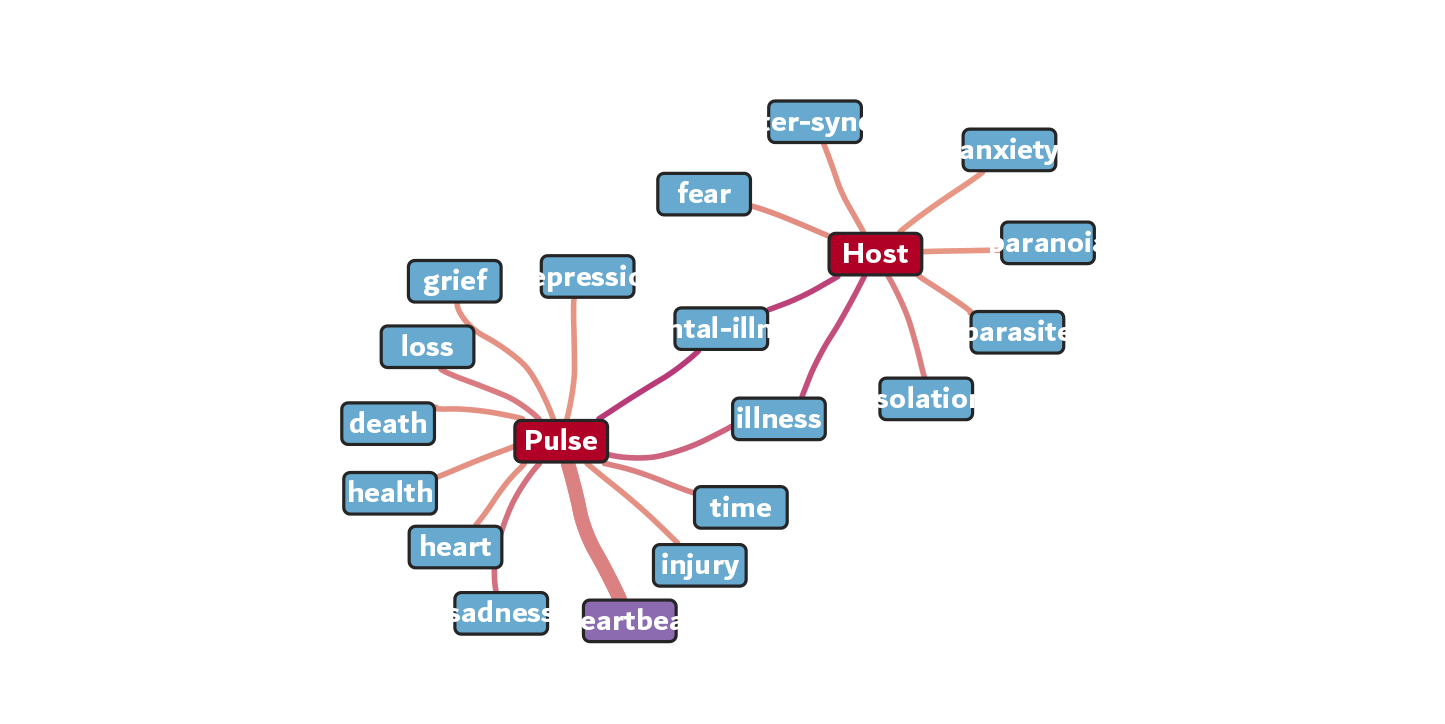 ter-sync
anxiety
fear
paranoia
Host
grief
epressio
ntal-illn
parasite
loss
solation
death
illness
Pulse
health
time
heart
injury
sadness
eartbea